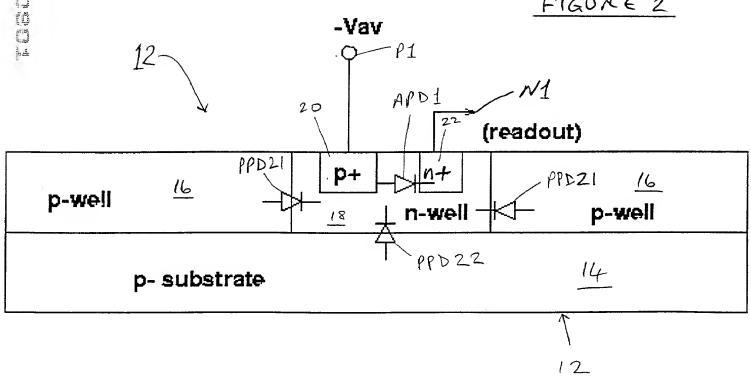 FIGURE 2
-Vav
P1
12
20
APD1
N1
22
(readout)
PPD21
p+
n+
PPD21
16
16
p-well
18
n-well
p-well
PPD22
p- substrate
14
12